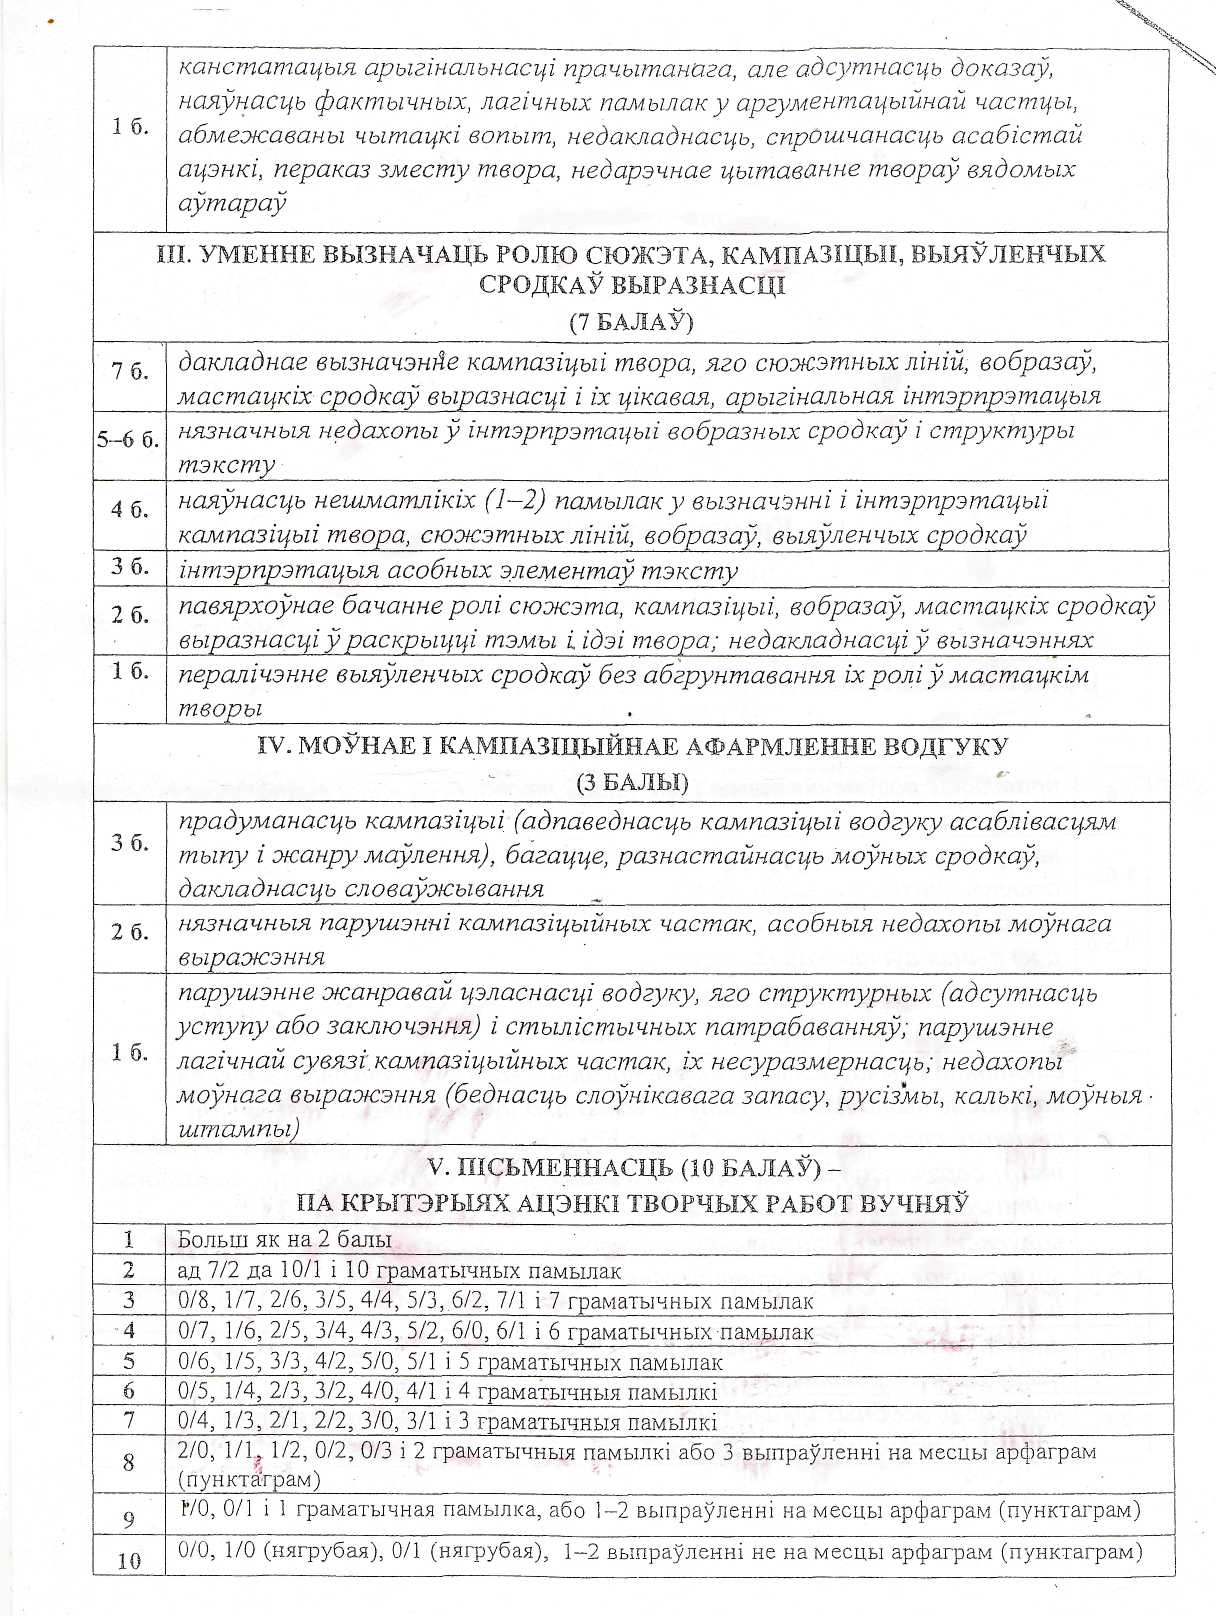 канстатацыя арыгінальнасці прачытанага, але адсутнасць доказаў,
наяўнасць фактычных, лагічных памылак у аргументацыйнай частцы,
1 б.
абмежаваны чытацкі вопыт, недакладнасць, спрошчанасць асабістай
ацэнкі, пераказ зместу твора, недарэчнае цытаванне твораў вядомых
аўтараў
III. УМЕННЕ ВЫЗНАЧАЦЬ РОЛЮ СЮЖЭТА, КАМПАЗІЦЫІ, ВЫЯЎЛЕНЧЫХ
СРОДКАЎ ВЫРАЗНАСЦІ
(7 БАЛАЎ)
7 б.
дакладнае вызначэнне кампазіцыі твора, яго сюжэтных ліній, вобразаў,
мастацкіх сродкаў выразнасці і іх цікавая, арыгінальная інтэрпрэтацыя
5–6 б.
нязначныя недахопы ў інтэрпрэтацыі вобразных сродкаў і структуры
тэксту
4 б.
наяўнасць нешматлікіх (1–2) памылак у вызначэнні і інтэрпрэтацыі
кампазіцыі твора, сюжэтных ліній, вобразаў, выяўленчых сродкаў
3 б.
інтэрпрэтацыя асобных элементаў тэксту
2 б.
павярхоўнае бачанне ролі сюжэта, кампазіцыі, вобразаў, мастацкіх сродкаў
выразнасці ў раскрыцці тэмы і ідэі твора; недакладнасці ў вызначэннях
1 б.
пералічэнне выяўленчых сродкаў без абгрунтавання іх ролі ў мастацкім
творы
IV. МОЎНАЕ І КАМПАЗІЦЫЙНАЕ АФАРМЛЕННЕ ВОДГУКУ
(3 БАЛЫ)
3 б.
прадуманасць кампазіцыі (адпаведнасць кампазіцыі водгуку асаблівасцям
тыпу і жанру маўлення), багацце, разнастайнасць моўных сродкаў,
дакладнасць словаўжывання
2 б.
нязначныя парушэнні кампазіцыйных частак, асобныя недахопы моўнага
выражэння
парушэнне жанравай цэласнасці водгуку, яго структурных (адсутнасць
уступу або заключэння) і стылістычных патрабаванняў; парушэнне
1 б.
лагічнай сувязі кампазіцыйных частак, іх несуразмернасць; недахопы
моўнага выражэння (беднасць слоўнікавага запасу, русізмы, калькі, моўныя
штампы)
V. ПІСЬМЕННАСЦЬ (10 БАЛАЎ) –
ПА КРЫТЭРЫЯХ АЦЭНКІ ТВОРЧЫХ РАБОТ ВУЧНЯЎ
1 Больш як на 2 балы
2 ад 7/2 да 10/1 і 10 граматычных памылак
3 0/8, 1/7, 2/6, 3/5, 4/4, 5/3, 6/2, 7/1 і 7 граматычных памылак
4 0/7, 1/6, 2/5, 3/4, 4/3, 5/2, 6/0, 6/1 і 6 граматычных памылак
5 0/6, 1/5, 3/3, 4/2, 5/0, 5/1 і 5 граматычных памылак
6 0/5, 1/4, 2/3, 3/2, 4/0, 4/1 і 4 граматычныя памылкі
7 0/4, 1/3, 2/1, 2/2, 3/0, 3/1 і 3 граматычныя памылкі
8 2/0, 1/1, 1/2, 0/2, 0/3 і 2 граматычныя памылкі або 3 выпраўленні на месцы арфаграм
(пунктаграм)
9 1/0, 0/1 і 1 граматычная памылка, або 1–2 выпраўленні на месцы арфаграм (пунктаграм)
10 0/0, 1/0 (нягрубая), 0/1 (нягрубая), 1–2 выпраўленні не на месцы арфаграм (пунктаграм)